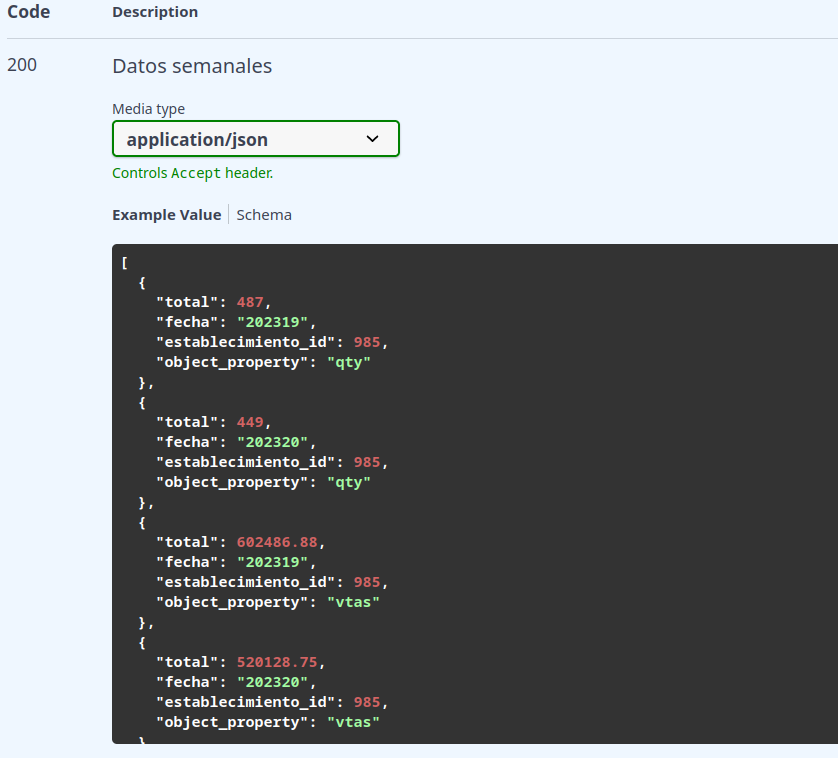 Code Description
200 Datos semanales
Media type
application/json
Controls Accept header.
Example Value Schema
[
{
"total": 487,
"fecha": "202319",
"establecimiento_id": 985,
"object_property": "qty"
},
{
"total": 449,
"fecha": "202320",
"establecimiento_id": 985,
"object_property": "qty"
},
{
"total": 602486.88,
"fecha": "202319",
"establecimiento_id": 985,
"object_property": "vtas"
},
{
"total": 520128.75,
"fecha": "202320",
"establecimiento_id": 985,
"object_property": "vtas"
}